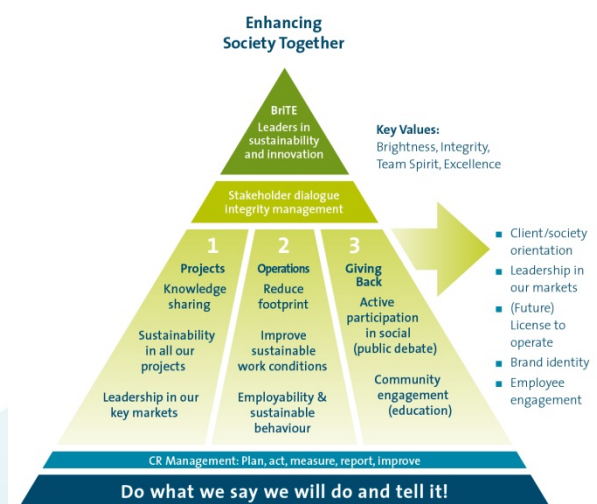 Enhancing
Society Together
BriTE
Leaders in
sustainability
and innovation
Key Values:
Brightness, Integrity,
Team Spirit, Excellence
Stakeholder dialogue
integrity management
1
Projects
Knowledge
sharing
Sustainability
in all our
projects
Leadership in our
key markets
2
Operations
Reduce
footprint
Improve
sustainable
work conditions
Employability &
sustainable
behaviour
3
Giving
Back
Active
participation
in social
(public debate)
Community
engagement
(education)
■ Client/society
orientation
■ Leadership in
our markets
■ (Future)
License to
operate
■ Brand identity
■ Employee
engagement
CR Management: Plan, act, measure, report, improve
Do what we say we will do and tell it!